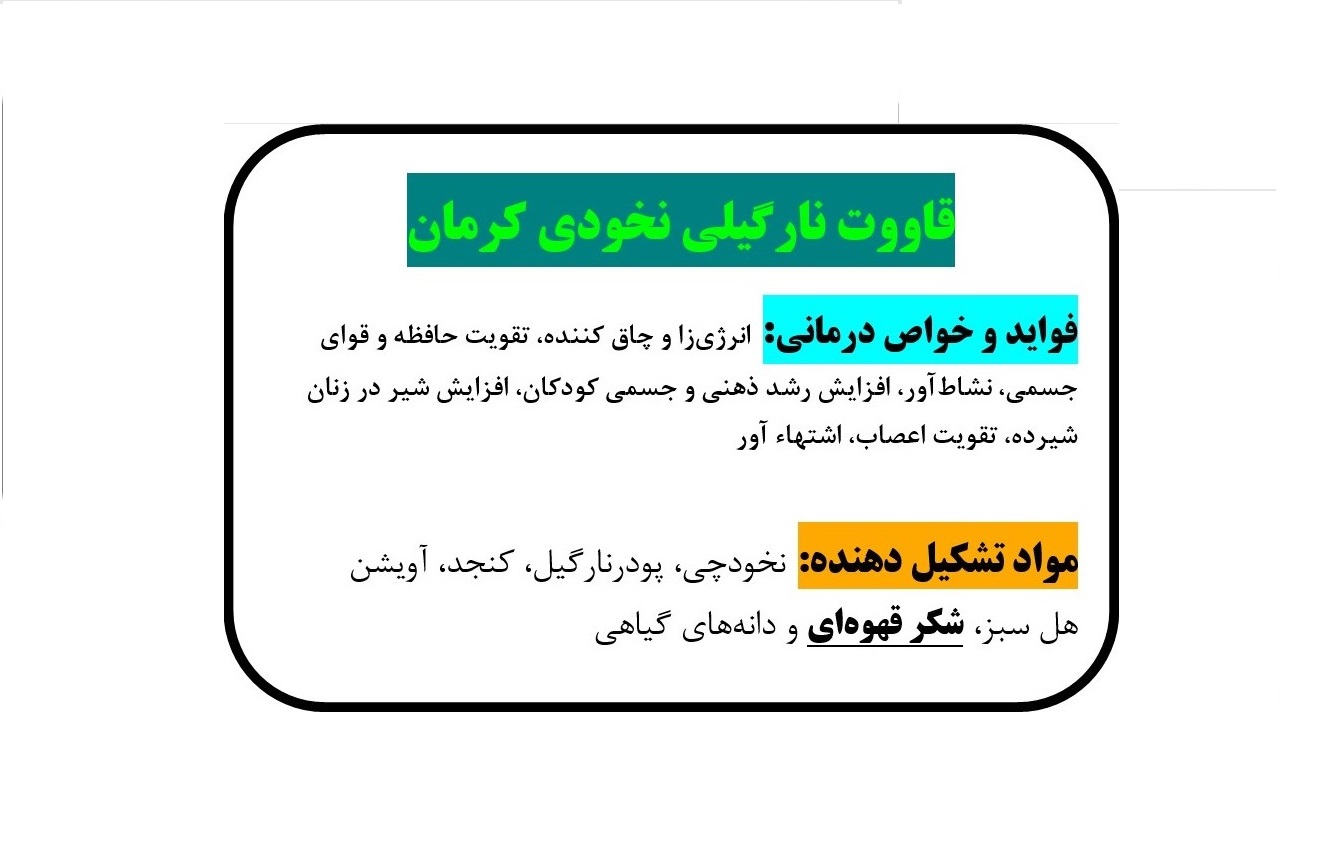 قاووت نارگیلی نخودی کرمان
فواید و خواص درمانی: انرژی‌زا و چاق کننده، تقویت حافظه و قوای
جسمی، نشاط‌آور، افزایش رشد ذهنی و جسمی کودکان، افزایش شیر در زنان
شیرده، تقویت اعصاب، اشتهاء آور
مواد تشکیل دهنده: نخودچی، پودرنارگیل، کنجد، آویشن
هل سبز، شکر قهوه‌ای و دانه‌های گیاهی